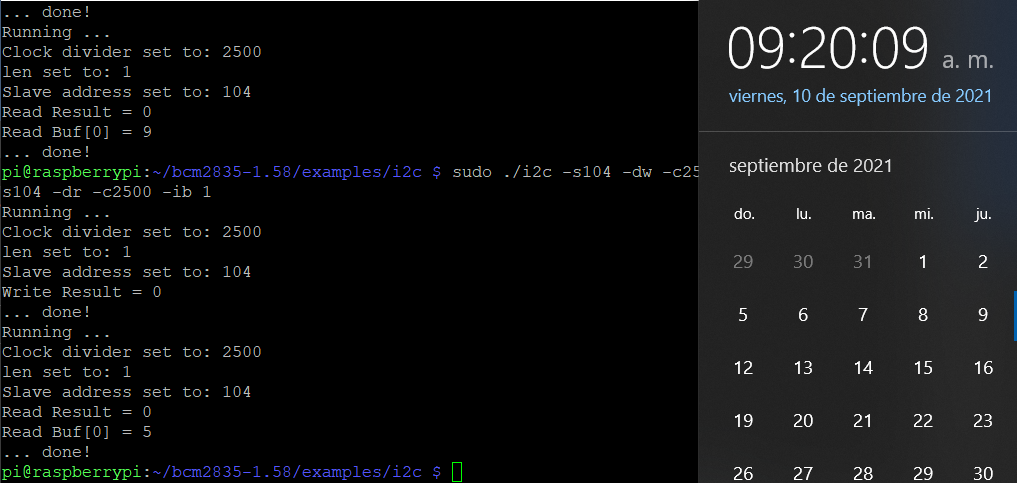 ... done!
Running ...
Clock divider set to: 2500
len set to: 1
Slave address set to: 104
Read Result = 0
Read Buf[0] = 9
... done!
pi@raspberrypi:~/bcm2835-1.58/examples/i2c $ sudo ./i2c -s104 -dw -c25
s104 -dr -c2500 -ib 1
Running ...
Clock divider set to: 2500
len set to: 1
Slave address set to: 104
Write Result = 0
... done!
Running ...
Clock divider set to: 2500
len set to: 1
Slave address set to: 104
Read Result = 0
Read Buf[0] = 5
... done!
pi@raspberrypi:~/bcm2835-1.58/examples/i2c $
09:20:09 a. m.
viernes, 10 de septiembre de 2021
septiembre de 2021
do. lu. ma. mi. ju.
29 30 31 1 2
5 6 7 8 9
12 13 14 15 16
19 20 21 22 23
26 27 28 29 30